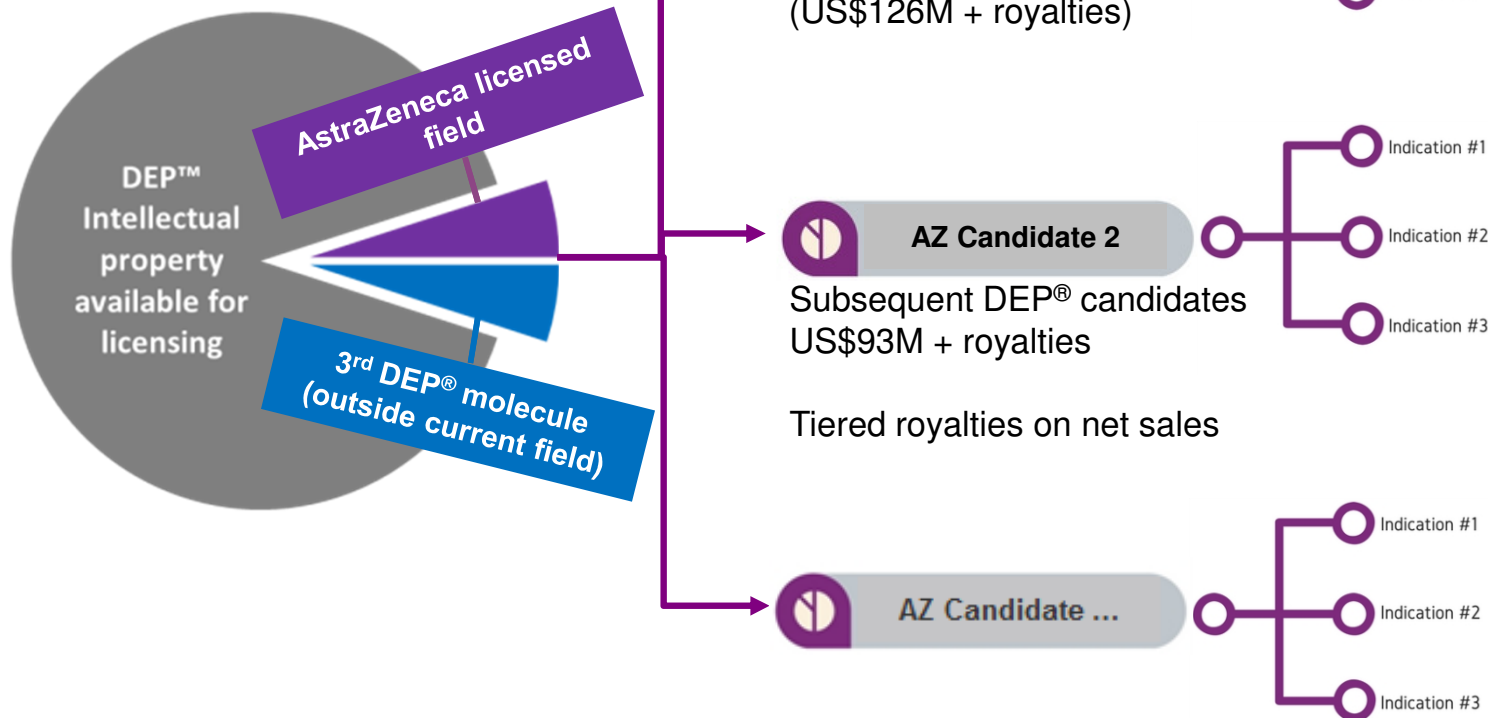 (US$126M + royalties)
AstraZeneca licensed
field
DEP™
Intellectual
property
available for
licensing
3rd DEP® molecule
(outside current field)
AZ Candidate 2
Indication #1
Indication #2
Indication #3
Subsequent DEP® candidates
US$93M + royalties
Tiered royalties on net sales
AZ Candidate ...
Indication #1
Indication #2
Indication #3